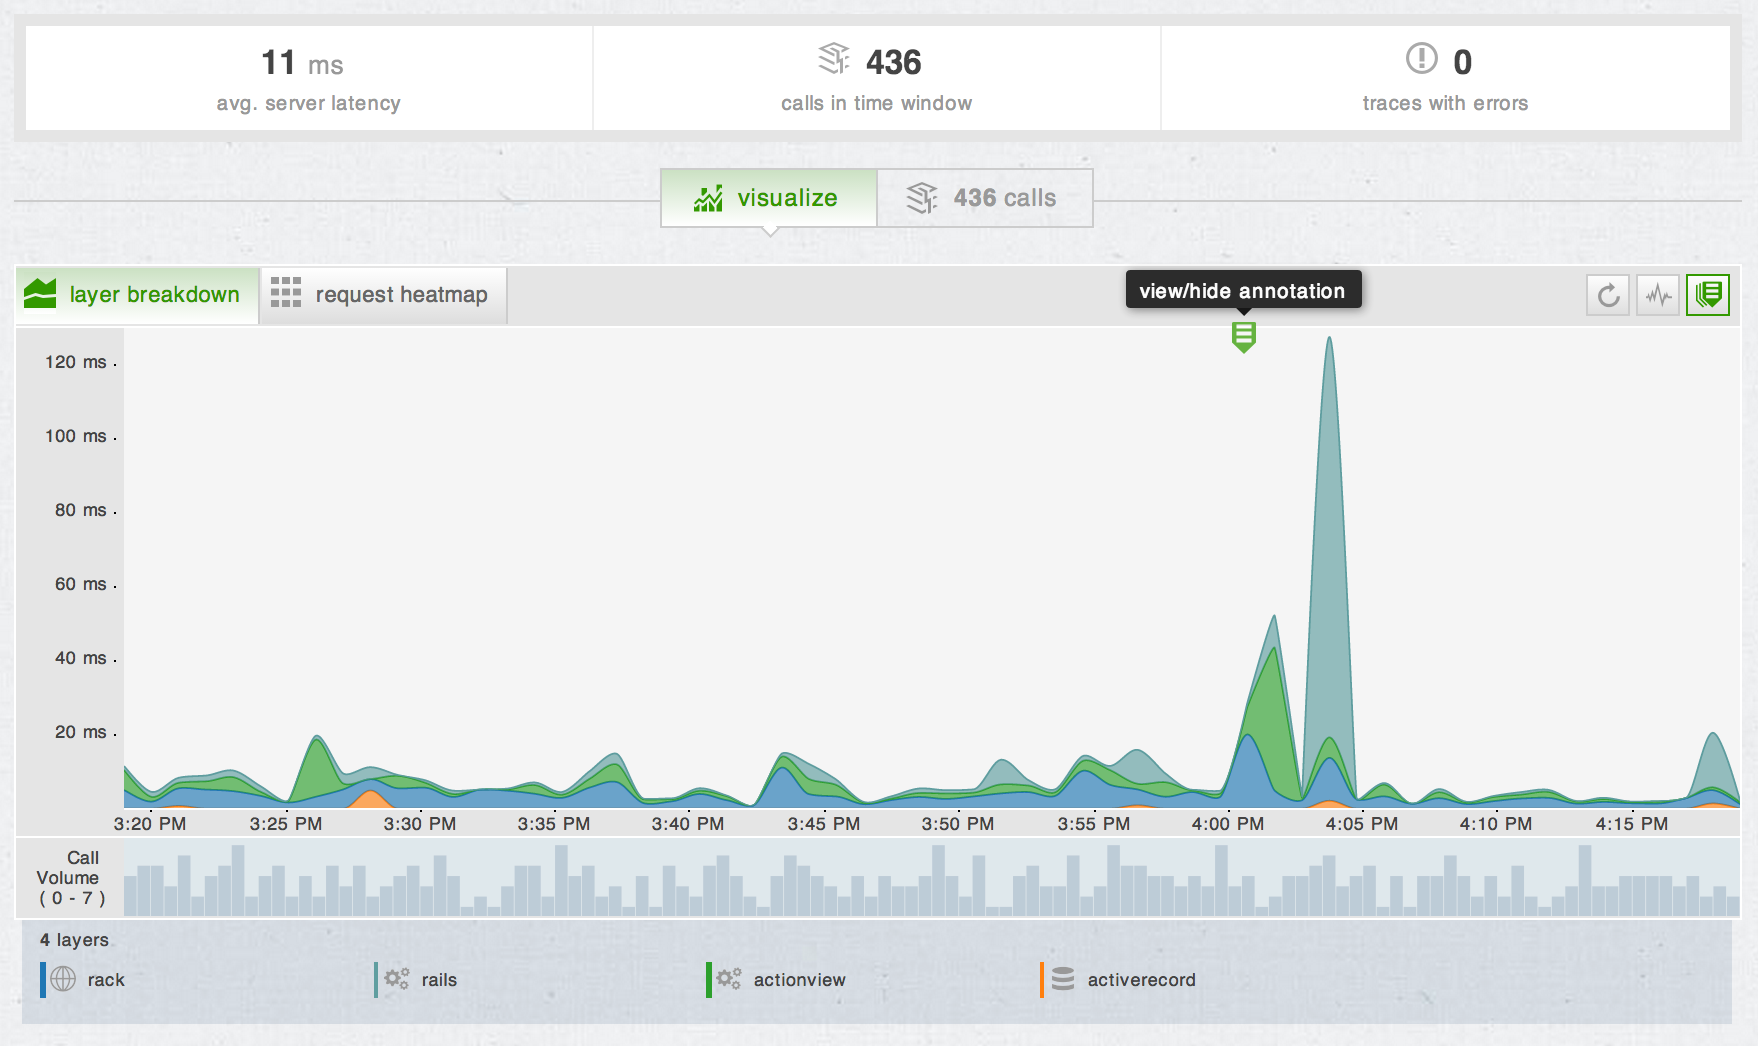 11 ms
avg. server latency
436
calls in time window
0
traces with errors
visualize
436 calls
layer breakdown
request heatmap
view/hide annotation
120 ms
100 ms
80 ms
60 ms
40 ms
20 ms
3:20 PM 3:25 PM 3:30 PM 3:35 PM 3:40 PM 3:45 PM 3:50 PM 3:55 PM 4:00 PM 4:05 PM 4:10 PM 4:15 PM
Call
Volume
( 0 - 7 )
4 layers
rack rails actionview activerecord